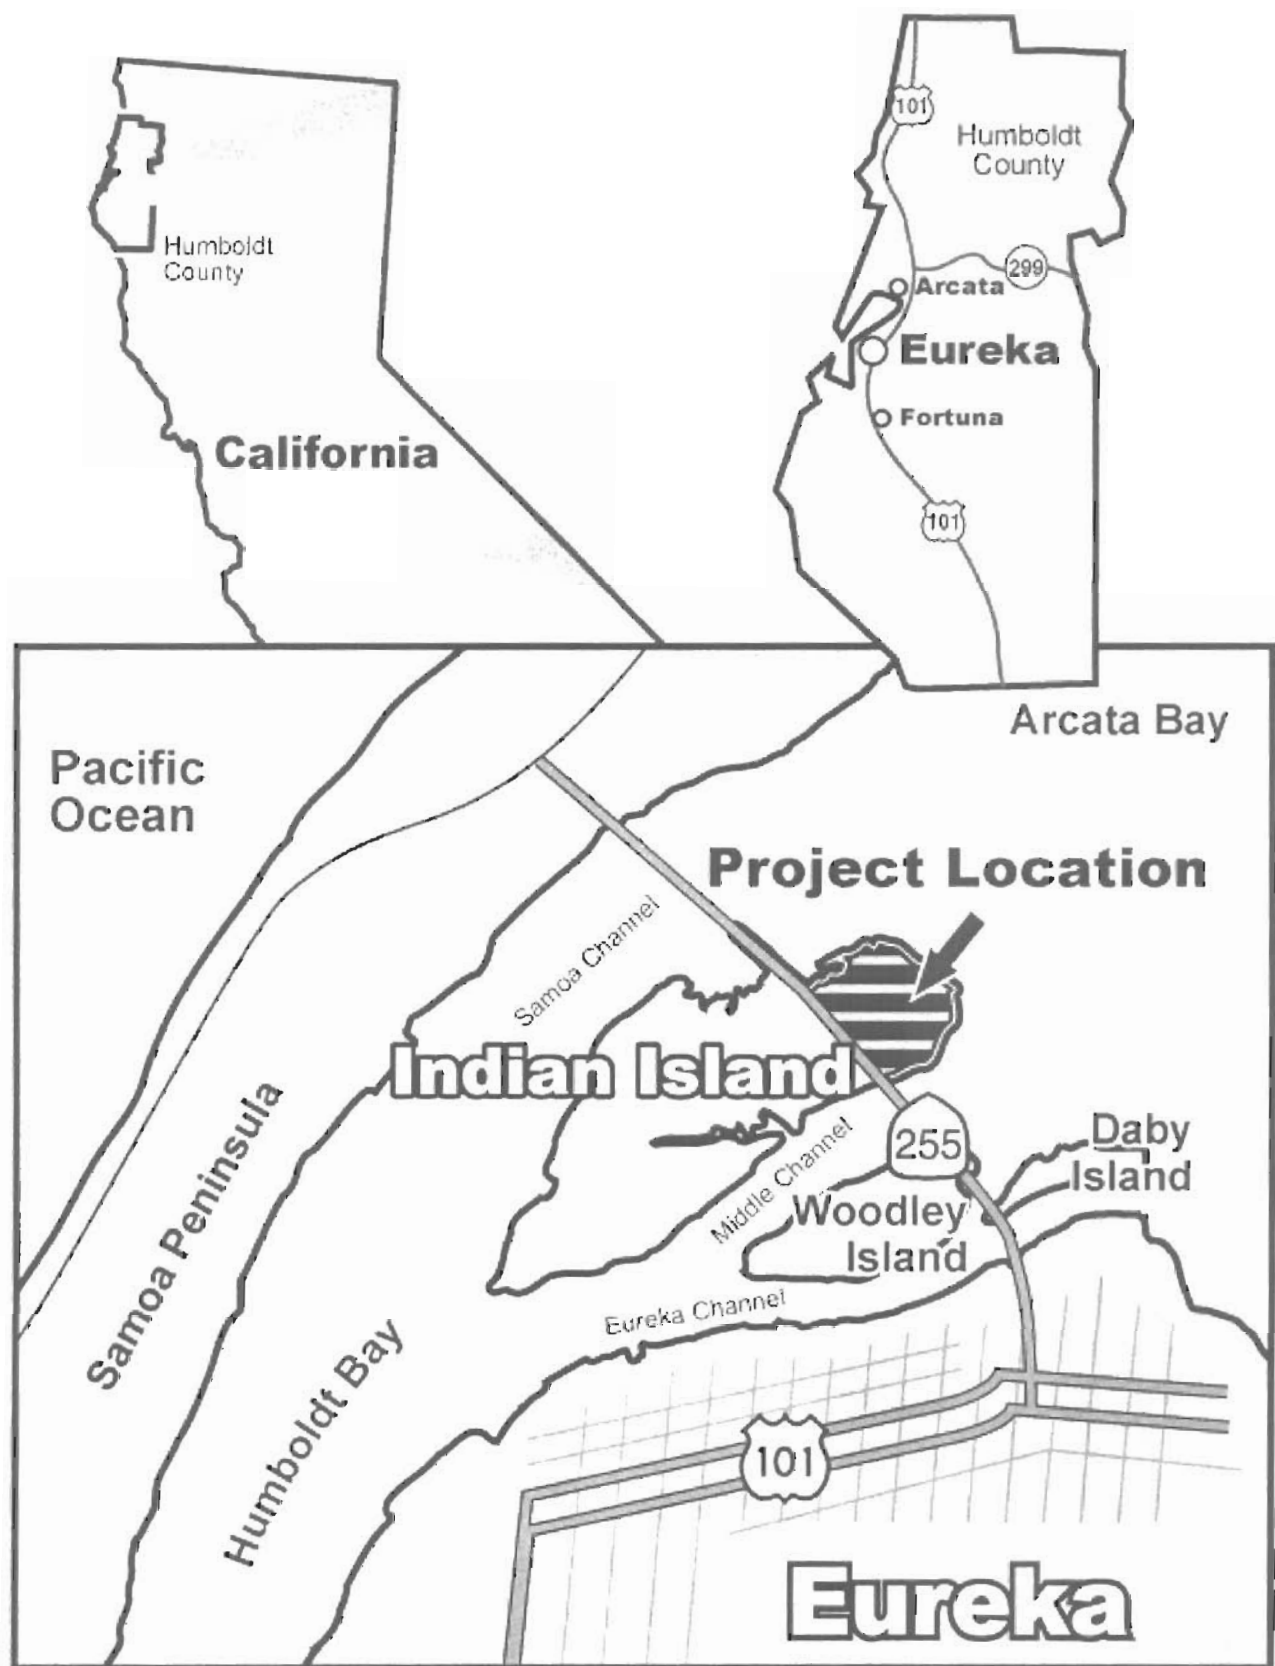 101
Humboldt
County
Humboldt
County
299
Arcata
Eureka
Fortuna
California
101
Arcata Bay
Pacific
Ocean
Project Location
Samoa Channel
Indian Island
255
Daby
Island
Middle Channel
Woodley
Island
Samoa Peninsula
Eureka Channel
Humboldt Bay
101
Eureka